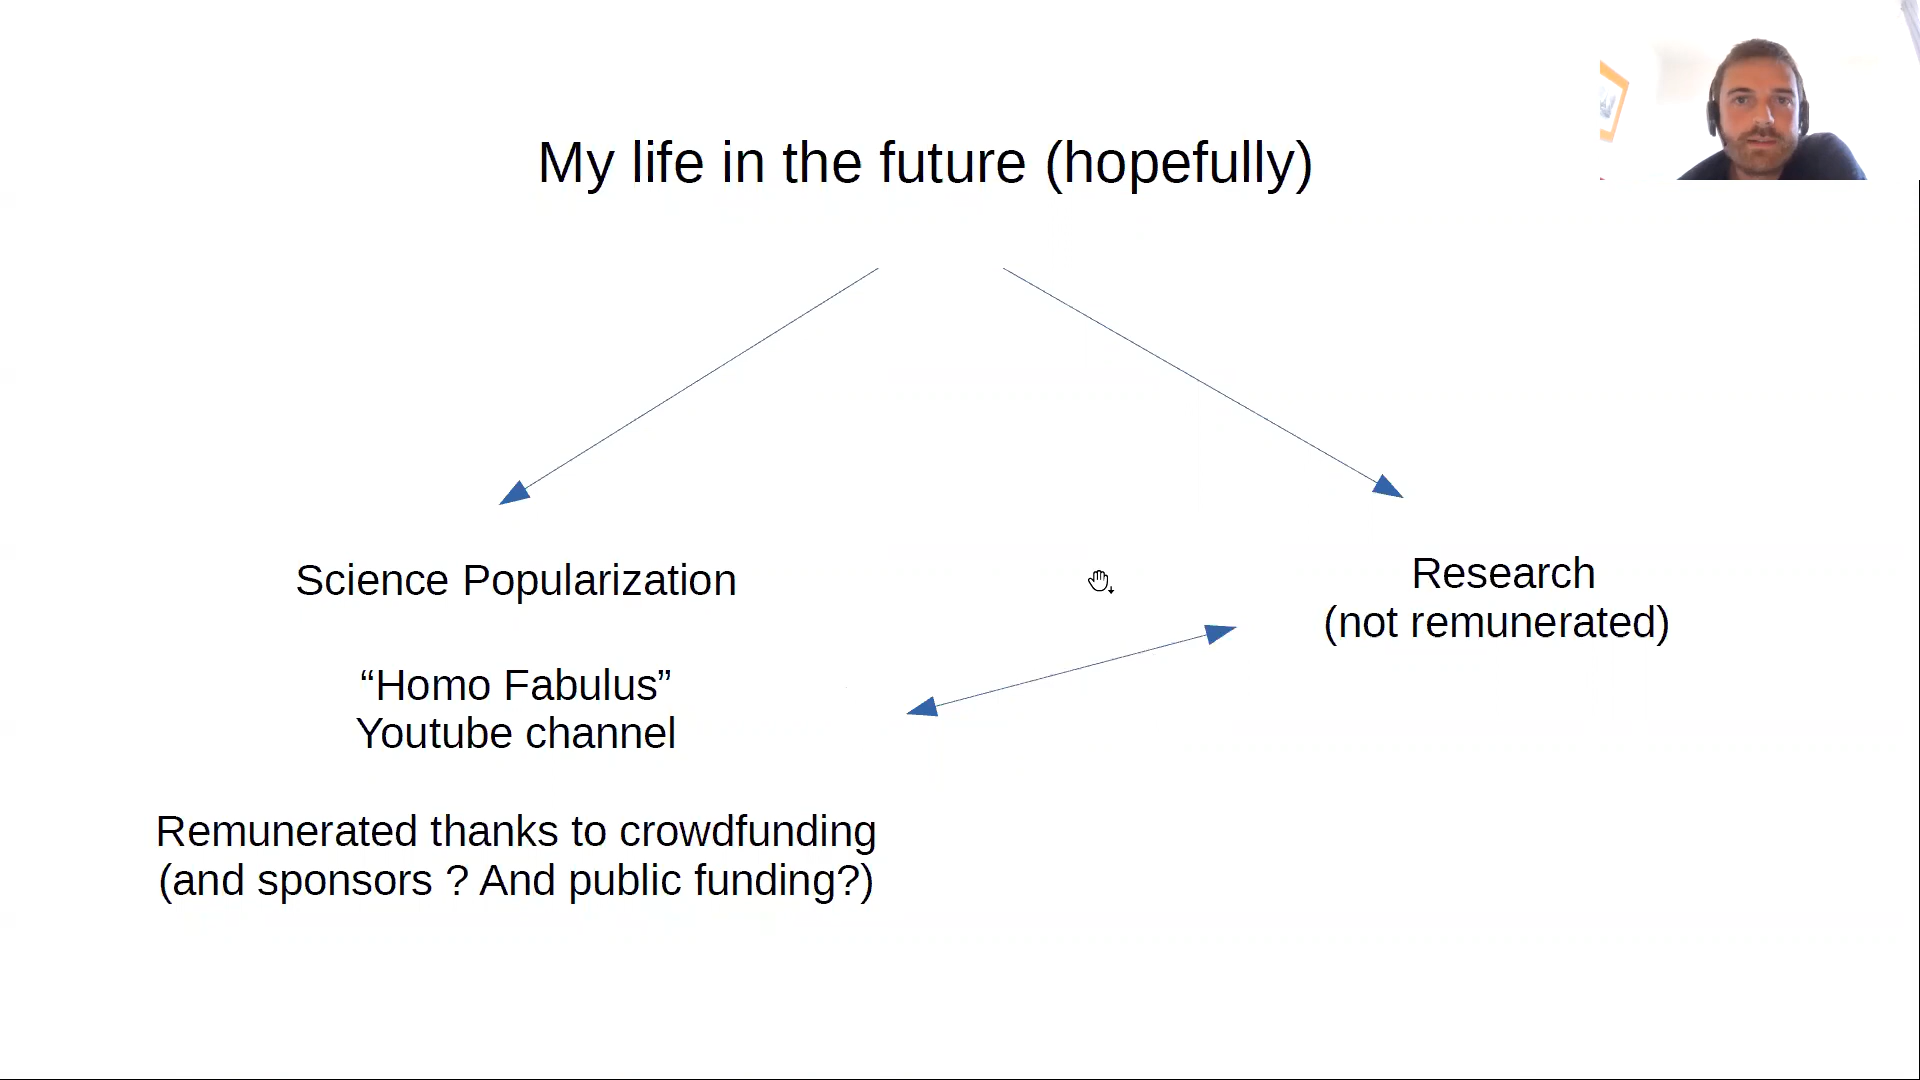 My life in the future (hopefully)
Science Popularization
“Homo Fabulus”
Youtube channel
Remunerated thanks to crowdfunding
(and sponsors ? And public funding?)
Research
(not remunerated)